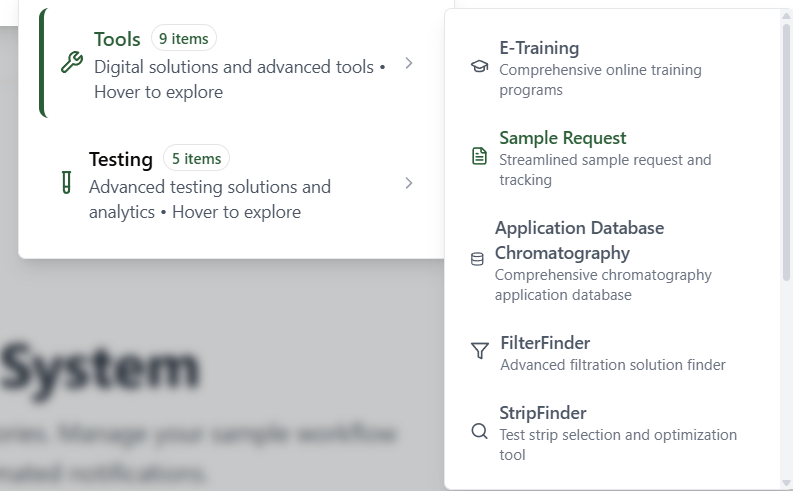 Tools 9 items
Digital solutions and advanced tools •
Hover to explore
Testing 5 items
Advanced testing solutions and
analytics • Hover to explore
E-Training
Comprehensive online training
programs
Sample Request
Streamlined sample request and
tracking
Application Database
Chromatography
Comprehensive chromatography
application database
FilterFinder
Advanced filtration solution finder
StripFinder
Test strip selection and optimization
tool
System
ories. Manage your sample workflow
mated notifications.